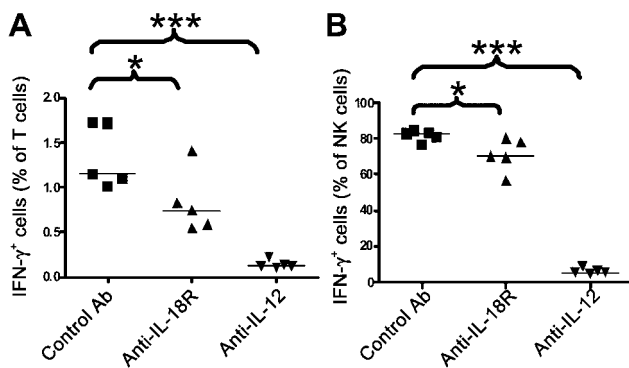 A
***
*
IFN-γ+ cells (% of T cells)
2.0
1.5
1.0
0.5
0.0
Control Ab
Anti-IL-18R
Anti-IL-12
B
***
*
IFN-γ+ cells (% of NK cells)
100
80
60
40
20
0
Control Ab
Anti-IL-18R
Anti-IL-12